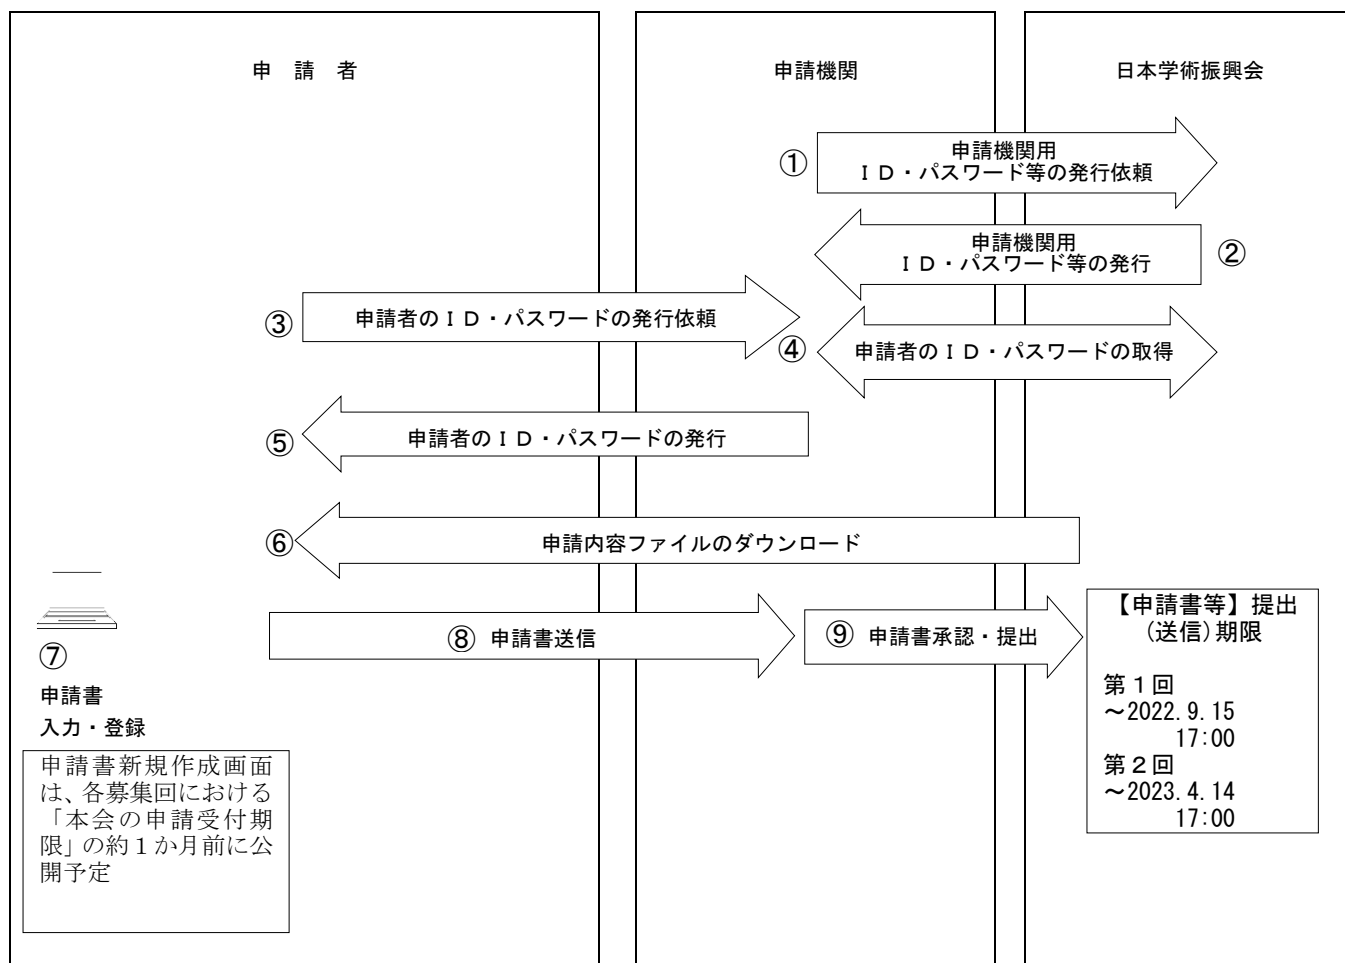 申　請　者
申請機関
日本学術振興会
①
申請機関用
ＩＤ・パスワード等の発行依頼
申請機関用
ＩＤ・パスワード等の発行
②
③
申請者のＩＤ・パスワードの発行依頼
④
申請者のＩＤ・パスワードの取得
⑤
申請者のＩＤ・パスワードの発行
⑥
申請内容ファイルのダウンロード
⑦
申請書
入力・登録
申請書新規作成画面
は、各募集回における
「本会の申請受付期
限」の約１か月前に公
開予定
⑧ 申請書送信
⑨ 申請書承認・提出
【申請書等】提出
(送信)期限
第１回
～2022.9.15
17:00
第２回
～2023.4.14
17:00